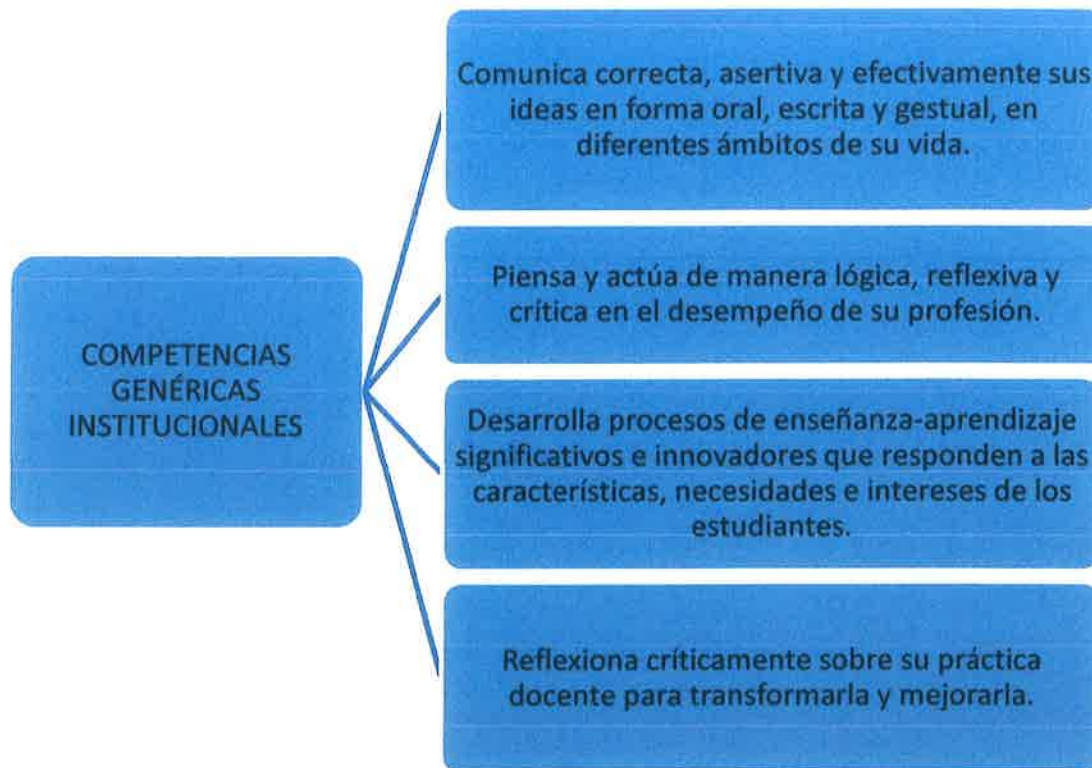 COMPETENCIAS
GENÉRICAS
INSTITUCIONALES
Comunica correcta, asertiva y efectivamente sus
ideas en forma oral, escrita y gestual, en
diferentes ámbitos de su vida.
Piensa y actúa de manera lógica, reflexiva y
crítica en el desempeño de su profesión.
Desarrolla procesos de enseñanza-aprendizaje
significativos e innovadores que responden a las
características, necesidades e intereses de los
estudiantes.
Reflexiona críticamente sobre su práctica
docente para transformarla y mejorarla.